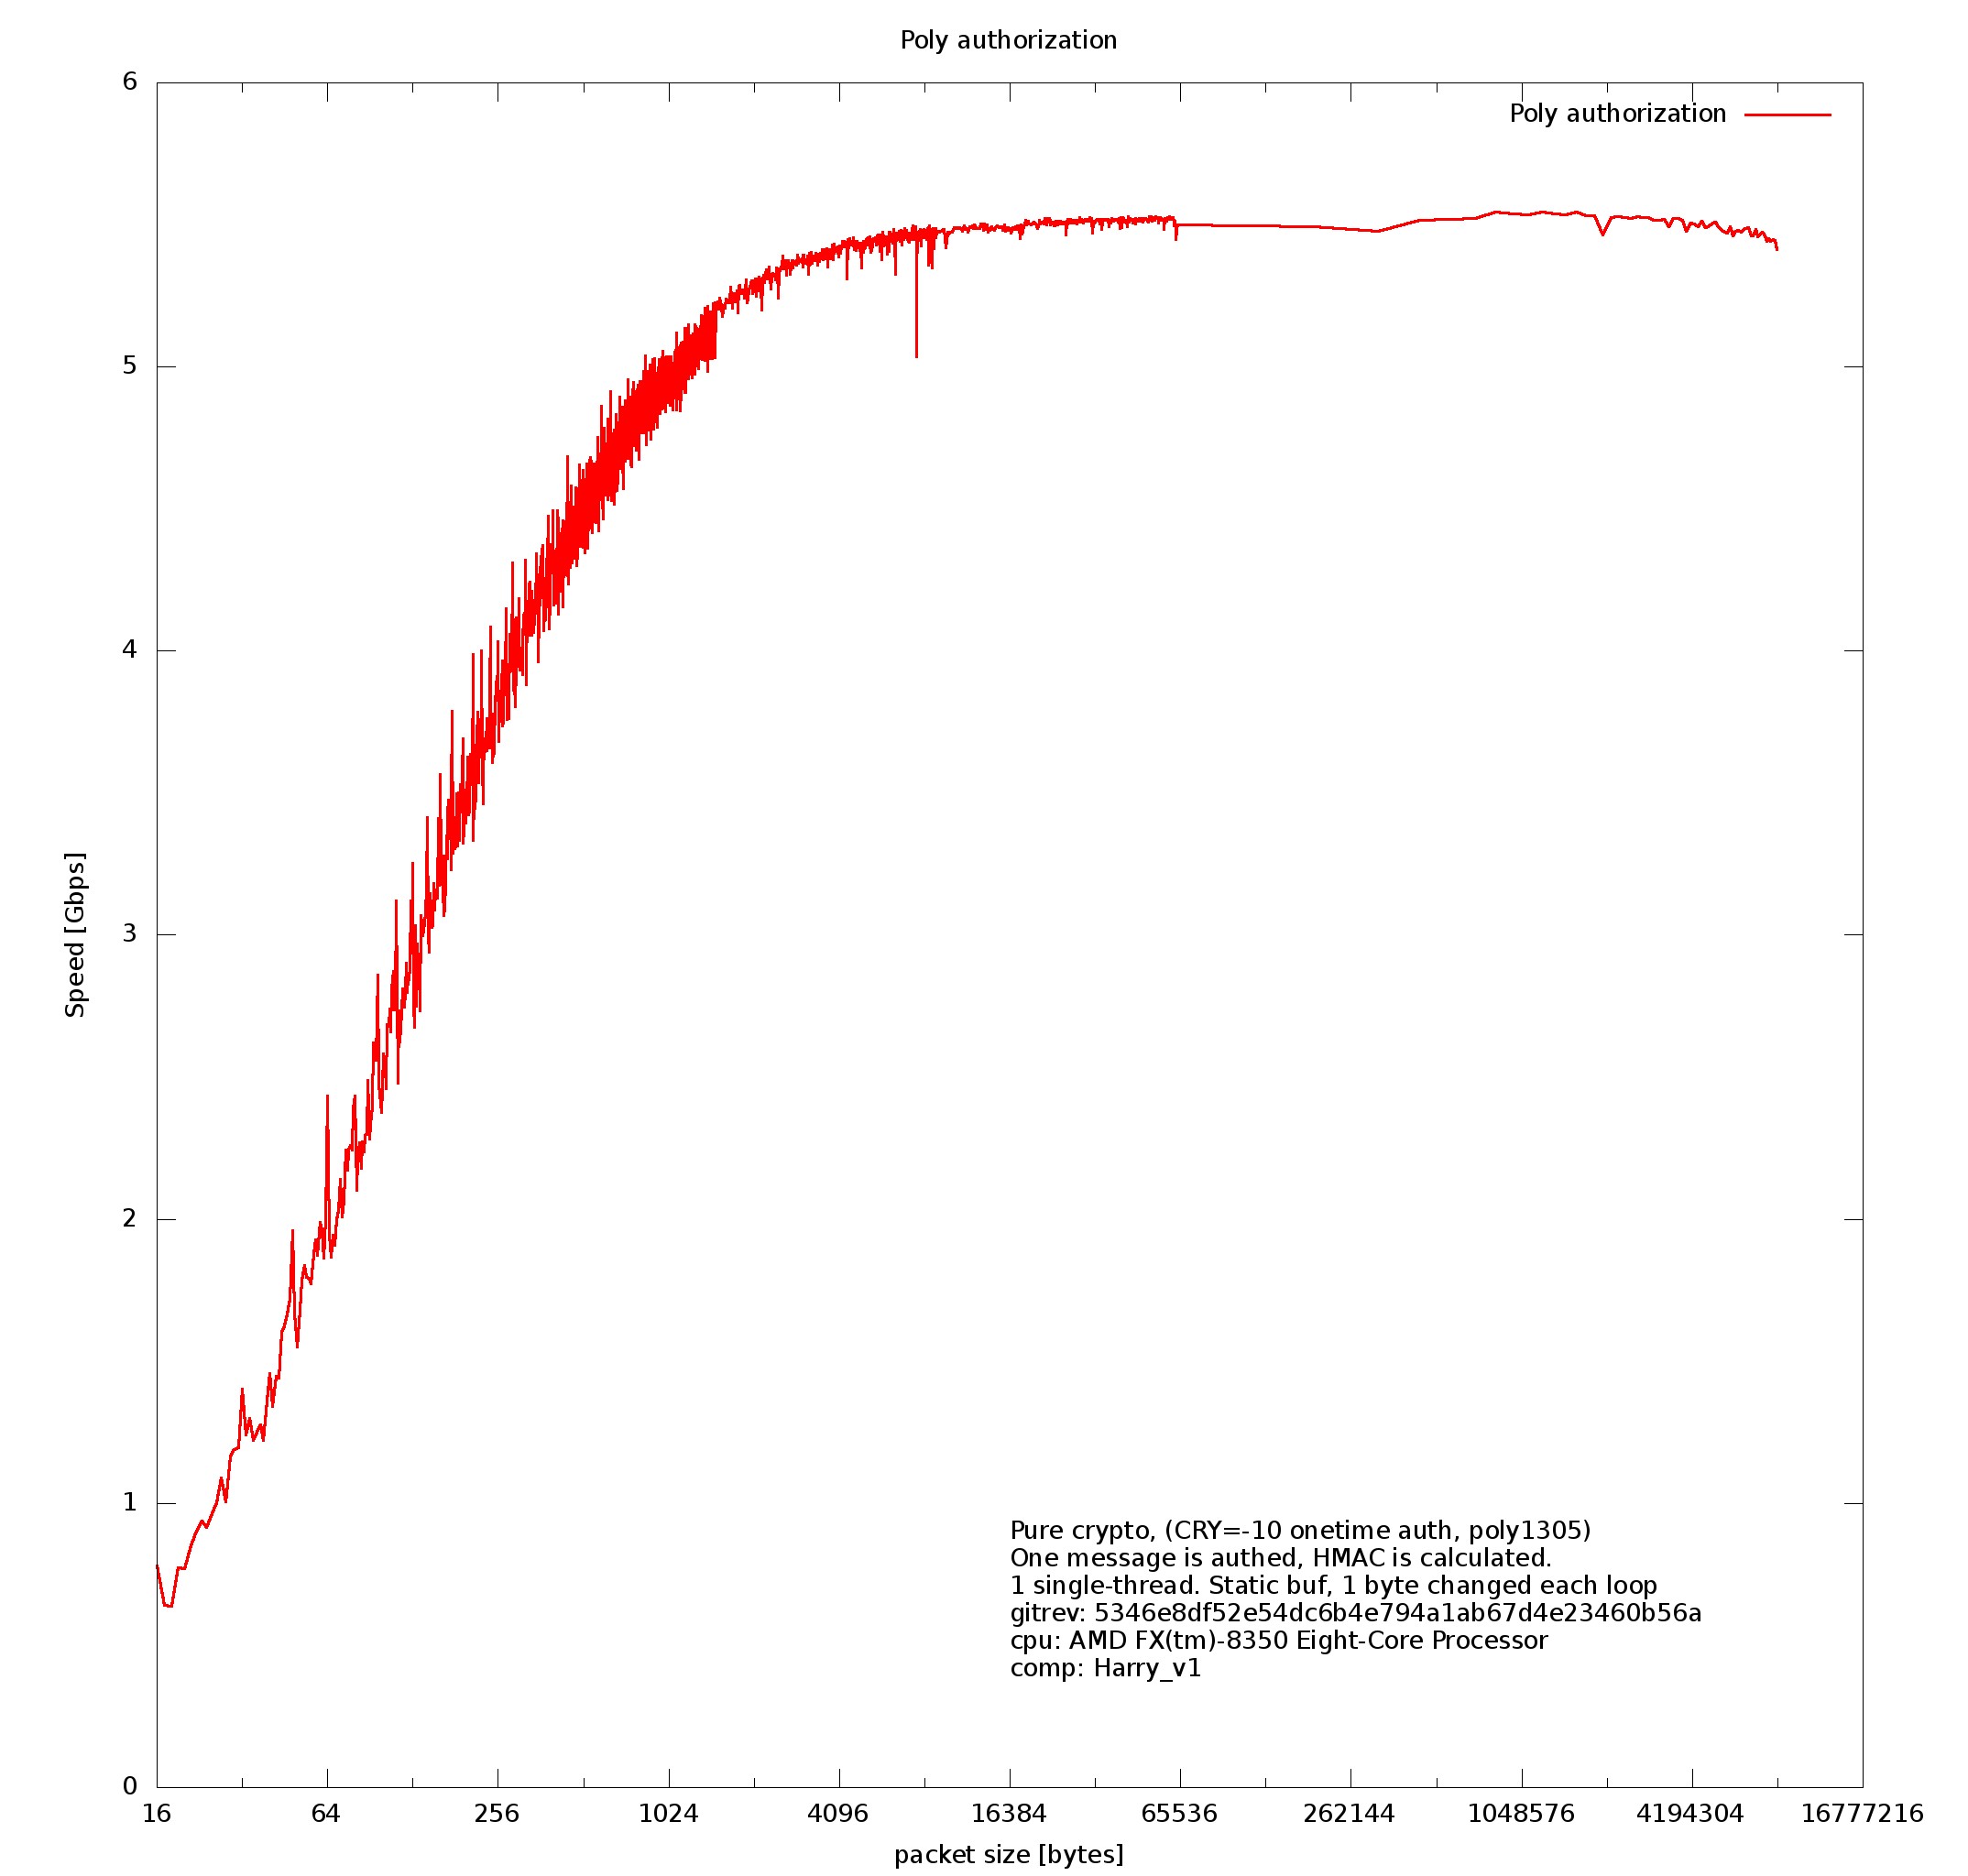 Poly authorization
Poly authorization
6
5
4
3
2
1
0
Speed [Gbps]
Pure crypto, (CRY=-10 onetime auth, poly1305)
One message is authed, HMAC is calculated.
1 single-thread. Static buf, 1 byte changed each loop
gitrev: 5346e8df52e54dc6b4e794a1ab67d4e23460b56a
cpu: AMD FX(tm)-8350 Eight-Core Processor
comp: Harry_v1
16 64 256 1024 4096 16384 65536 262144 1048576 4194304 16777216
packet size [bytes]